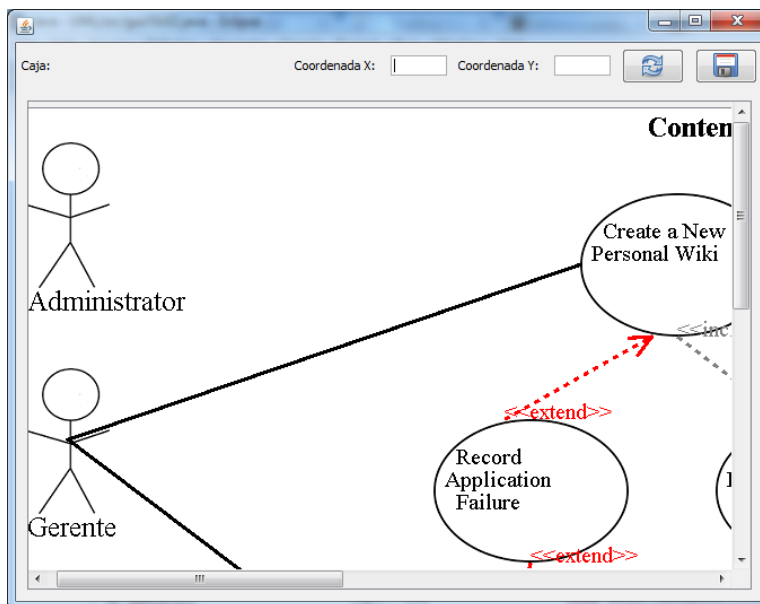 Caja:
Coordenada X:
Coordenada Y:
Conten
Create a New
Personal Wiki
Administrator
<<inc
<<extend>>
Record
Application
Failure
Gerente
<<extend>>